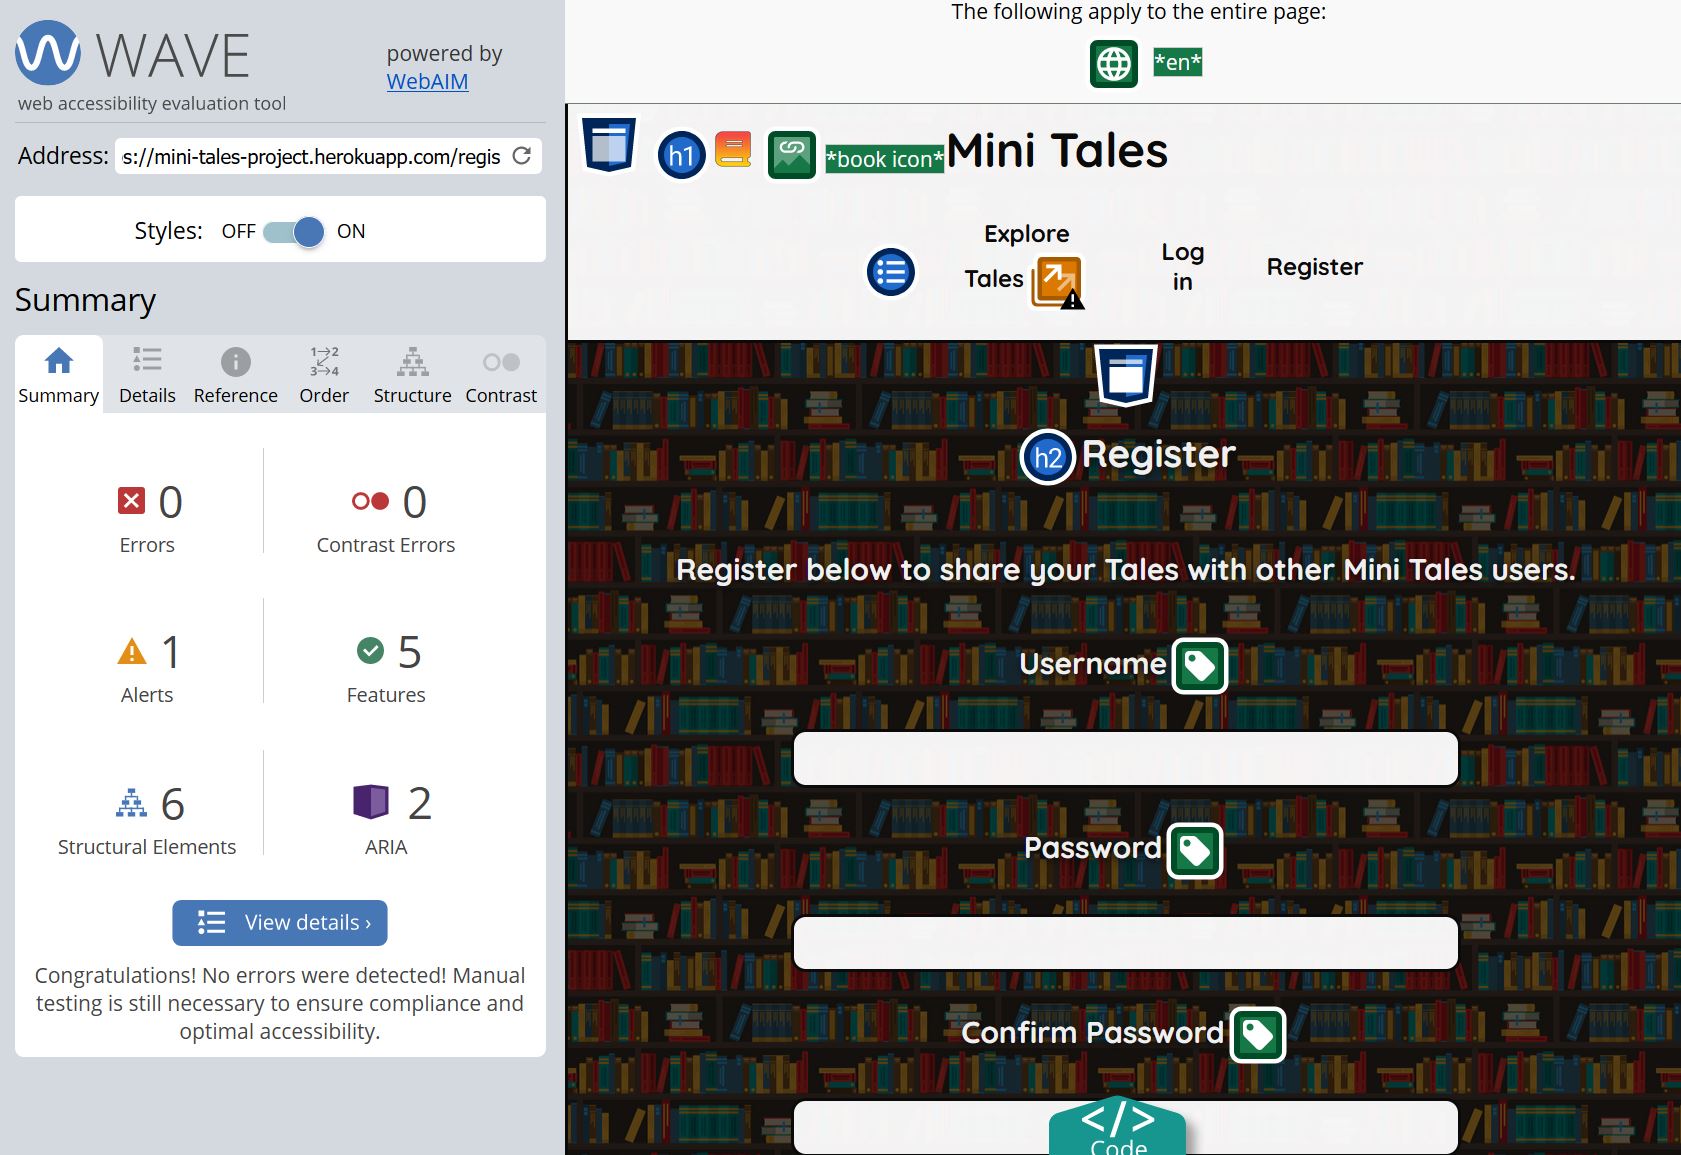 WAVE
powered by
WebAIM
web accessibility evaluation tool
Address: s://mini-tales-project.herokuapp.com/regis
Styles: OFF ON
Summary
Summary Details Reference Order Structure Contrast
0
Errors
0
Contrast Errors
1
Alerts
5
Features
6
Structural Elements
2
ARIA
View details ›
Congratulations! No errors were detected! Manual
testing is still necessary to ensure compliance and
optimal accessibility.
The following apply to the entire page:
*en*
h1 *book icon* Mini Tales
Explore
Tales
Log
in
Register
h2 Register
Register below to share your Tales with other Mini Tales users.
Username
Password
Confirm Password
</>
Code